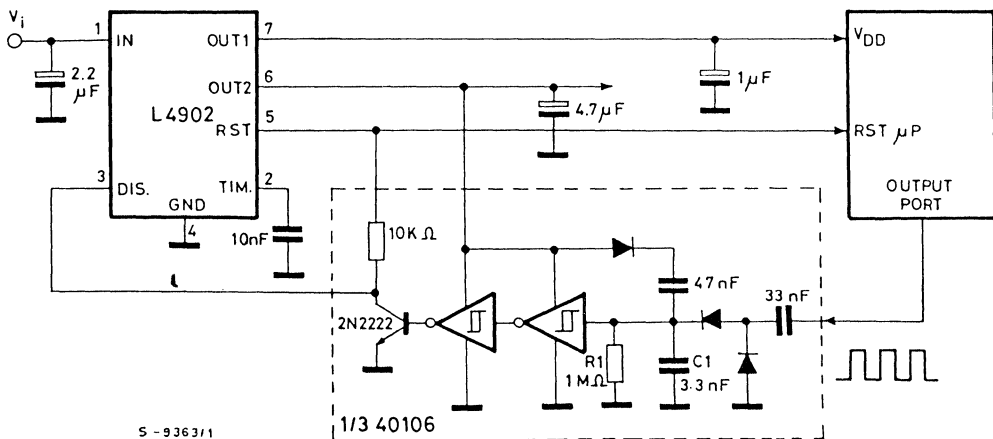 Vi
1
IN
OUT1
7
VDD
2.2
µF
OUT2
6
1µF
L4902
4.7µF
RST
5
RST µP
3
DIS.
TIM.
2
OUTPUT
PORT
GND
4
10nF
10KΩ
47nF
33nF
2N2222
R1
1MΩ
C1
3.3nF
1/3 40106
S-9363/1